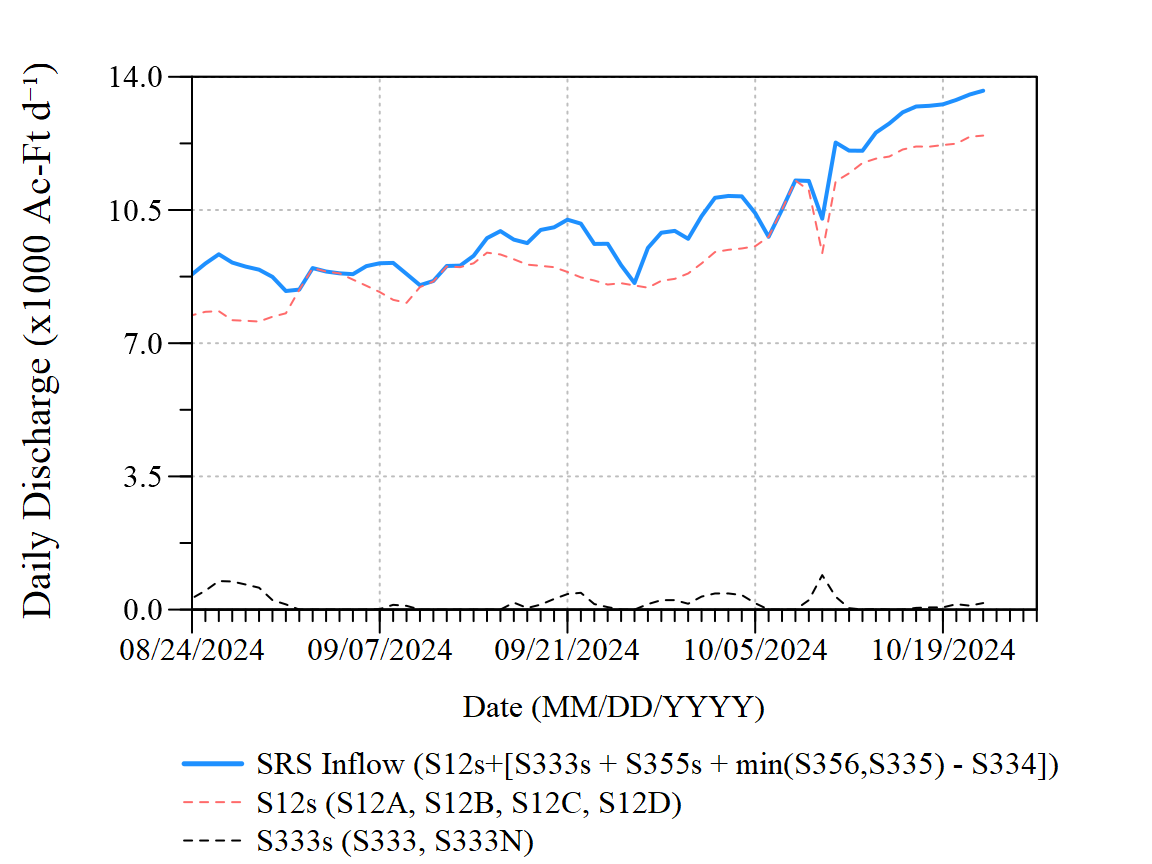 Daily Discharge (x1000 Ac-Ft d⁻¹)
14.0
10.5
7.0
3.5
0.0
08/24/2024 09/07/2024 09/21/2024 10/05/2024 10/19/2024
Date (MM/DD/YYYY)
SRS Inflow (S12s+[S333s + S355s + min(S356,S335) - S334])
S12s (S12A, S12B, S12C, S12D)
S333s (S333, S333N)